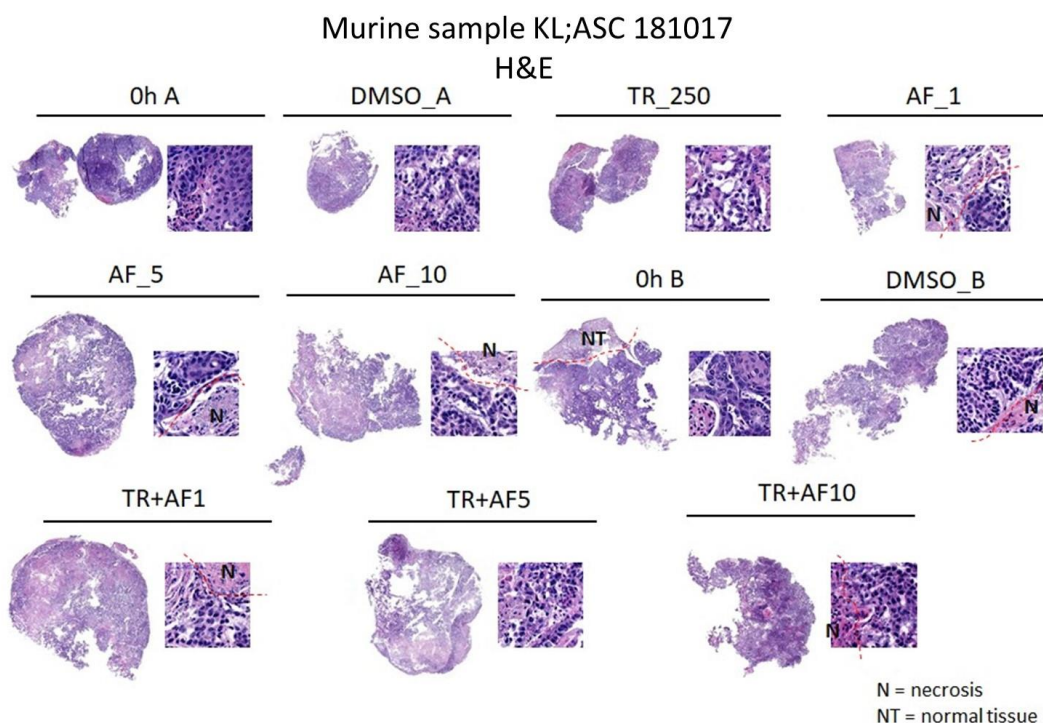 Murine sample KL;ASC 181017
H&E
0h A
DMSO_A
TR_250
AF_1
N
AF_5
AF_10
0h B
DMSO_B
N
N
NT
N
TR+AF1
TR+AF5
TR+AF10
N
N
N = necrosis
NT = normal tissue